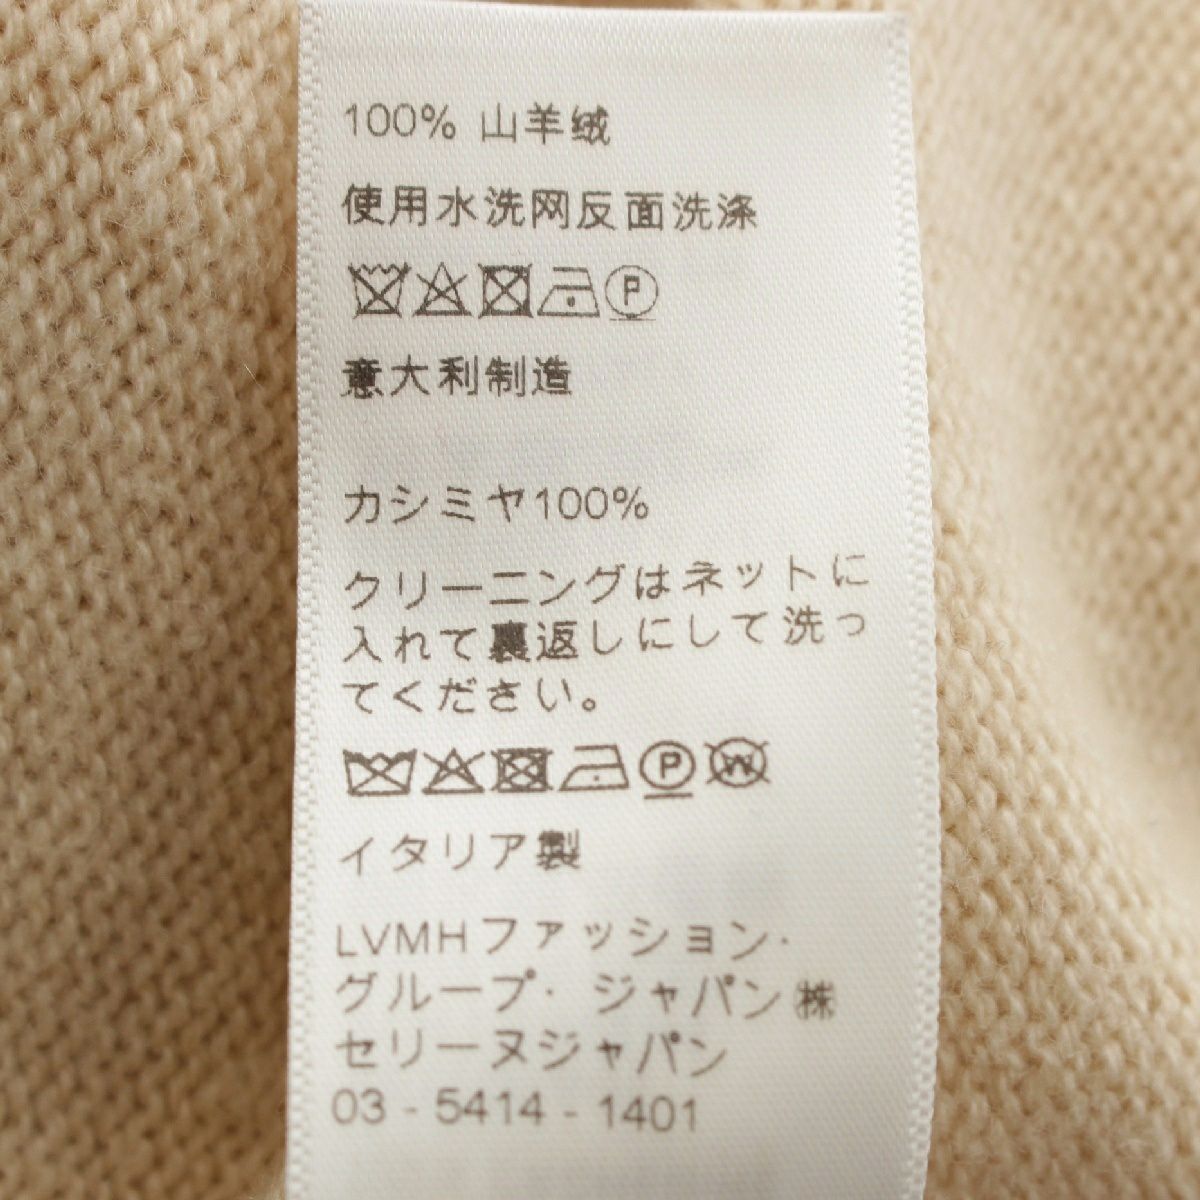 100% 山羊绒
使用水洗网反面洗涤
P
意大利制造
カシミヤ100%
クリーニングはネットに
入れて裏返しにして洗っ
てください。
P W
イタリア製
LVMHファッション・
グループ・ジャパン㈱
セリーヌジャパン
03 - 5414 - 1401